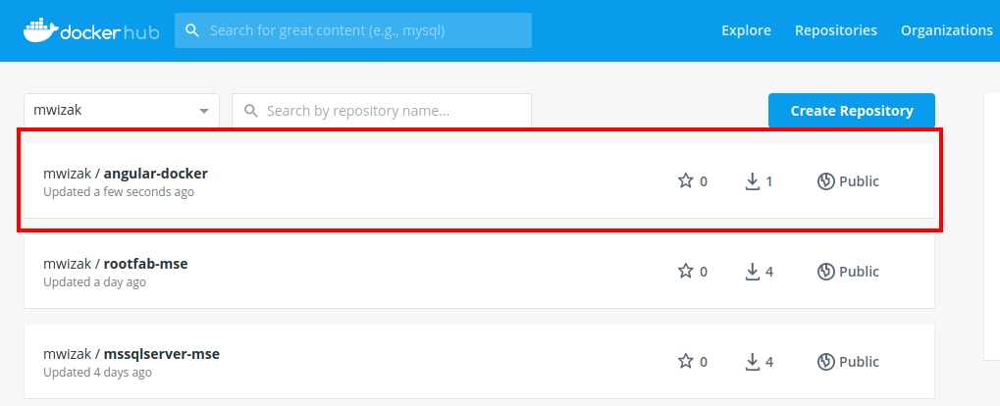 dockerhub
Search for great content (e.g., mysql)
Explore
Repositories
Organizations
mwizak
Search by repository name...
Create Repository
mwizak / angular-docker
Updated a few seconds ago
0
1
Public
mwizak / rootfab-mse
Updated a day ago
0
4
Public
mwizak / mssqlserver-mse
Updated 4 days ago
0
4
Public